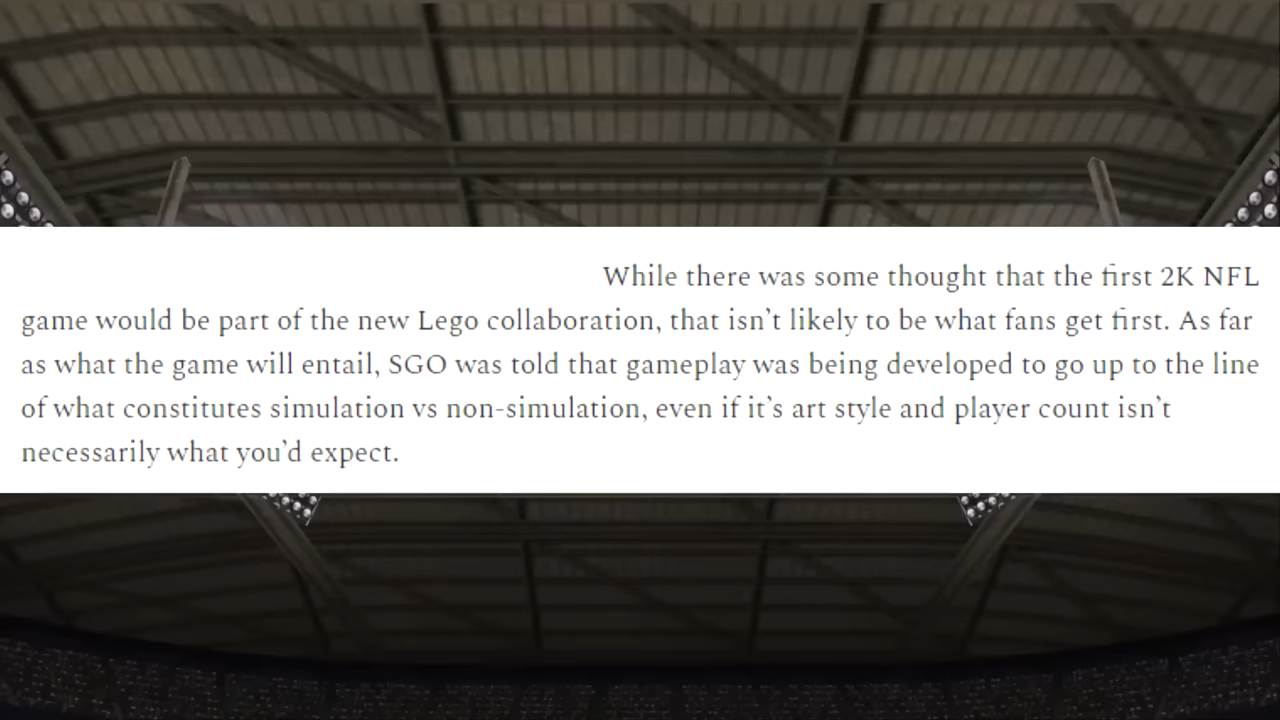 While there was some thought that the first 2K NFL
game would be part of the new Lego collaboration, that isn't likely to be what fans get first. As far
as what the game will entail, SGO was told that gameplay was being developed to go up to the line
of what constitutes simulation vs non-simulation, even if it's art style and player count isn't
necessarily what you'd expect.